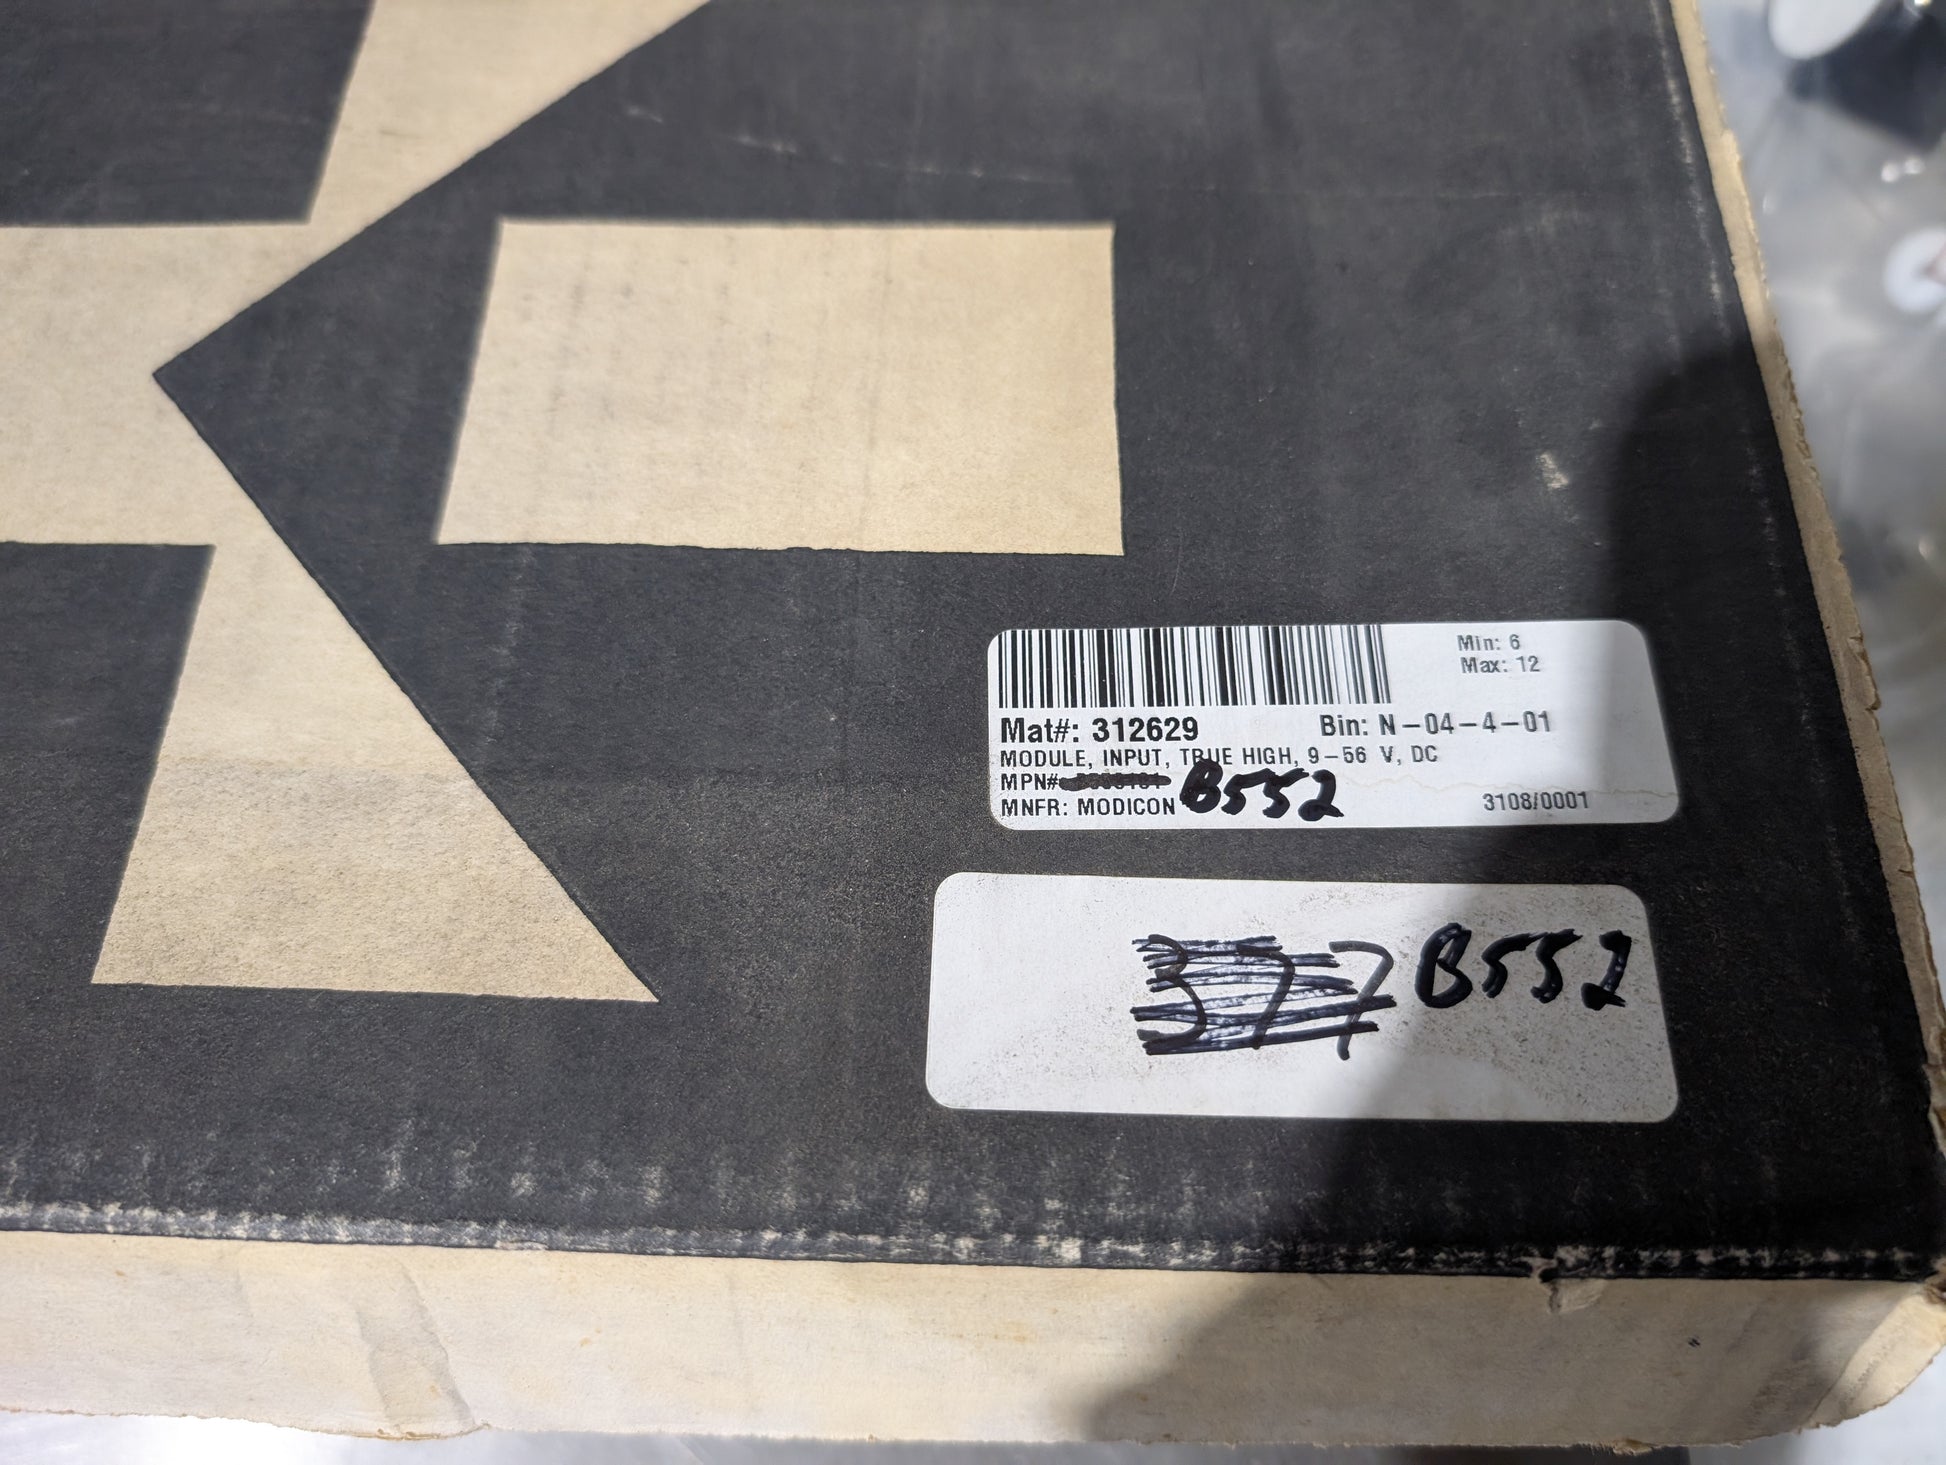 Min: 6
Max: 12
Mat#: 312629 Bin: N-04-4-01
MODULE, INPUT, TRUE HIGH, 9-56 V, DC
MPN# B552
MNFR: MODICON 3108/0001
377 B552